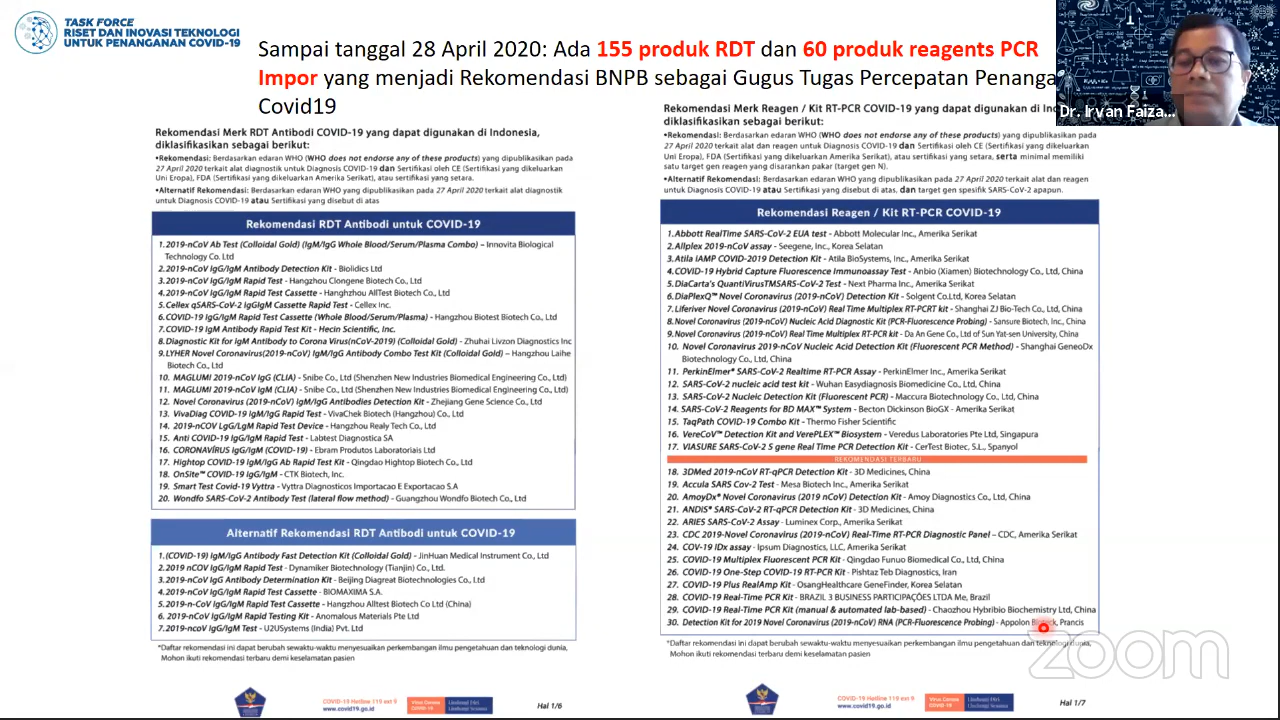 TASK FORCE
RISET DAN INOVASI TEKNOLOGI
UNTUK PENANGANAN COVID-19
Sampai tanggal 28 April 2020: Ada 155 produk RDT dan 60 produk reagents PCR
Impor yang menjadi Rekomendasi BNPB sebagai Gugus Tugas Percepatan Penanga
Covid19
Dr. Irvan Faiza...
Rekomendasi Merk RDT Antibodi COVID-19 yang dapat digunakan di Indonesia,
diklasifikasikan sebagai berikut:
•Rekomendasi: Berdasarkan edaran WHO (WHO does not endorse any of these products) yang dipublikasikan pada
27 April 2020 terkait alat diagnostik untuk Diagnosis COVID-19 dan Sertifikasi oleh CE (Sertifikasi yang dikeluarkan
Uni Eropa), FDA (Sertifikasi yang dikeluarkan Amerika Serikat), atau sertifikasi yang setara.
•Alternatif Rekomendasi: Berdasarkan edaran WHO yang dipublikasikan pada 27 April 2020 terkait alat diagnostik
untuk Diagnosis COVID-19 atau Sertifikasi yang disebut di atas
Rekomendasi RDT Antibodi untuk COVID-19
1.2019-nCoV Ab Test (Colloidal Gold) (IgM/IgG Whole Blood/Serum/Plasma Combo) – Innovita Biological
Technology Co. Ltd
2.2019-nCoV IgG/IgM Antibody Detection Kit - Biolidics Ltd
3.2019-nCoV IgG/IgM Rapid Test - Hangzhou Clongene Biotech Co., Ltd
4.2019-nCoV IgG/IgM Rapid Test Cassette - Hanghzhou AllTest Biotech Co., Ltd
5.Cellex qSARS-CoV-2 igGIgM Cassette Rapid Test - Cellex Inc.
6.COVID-19 IgG/IgM Rapid Test Cassette (Whole Blood/Serum/Plasma) - Hangzhou Biotest Biotech Co., Ltd
7.COVID-19 IgM Antibody Rapid Test Kit - Hecin Scientific, Inc.
8.Diagnostic Kit for IgM Antibody to Corona Virus(nCoV-2019) (Colloidal Gold) - Zhuhai Livzon Diagnostics Inc
9.LYHER Novel Coronavirus(2019-nCoV) IgM/IgG Antibody Combo Test Kit (Colloidal Gold) – Hangzhou Laihe
Biotech Co., Ltd
10. MAGLUMI 2019-nCoV IgG (CLIA) - Snibe Co., Ltd (Shenzhen New Industries Biomedical Engineering Co., Ltd)
11. MAGLUMI 2019-nCoV IgM (CLIA) - Snibe Co., Ltd (Shenzhen New Industries Biomedical Engineering Co., Ltd)
12. Novel Coronavirus (2019-nCoV) IgM/IgG Antibodies Detection Kit - Zhejiang Gene Science Co., Ltd
13. VivaDiag COVID-19 IgM/IgG Rapid Test - VivaChek Biotech (Hangzhou) Co., Ltd
14. 2019-nCOV LgG/LgM Rapid Test Device - Hangzhou Realy Tech Co., Ltd
15. Anti COVID-19 IgG/IgM Rapid Test - Labtest Diagnostica SA
16. CORONAVÍRUS IgG/IgM (COVID-19) - Ebram Produtos Laboratoriais Ltd
17. Hightop COVID-19 IgM/IgG Ab Rapid Test Kit - Qingdao Hightop Biotech Co., Ltd
18. OnSite™ COVID-19 IgG/IgM - CTK Biotech, Inc.
19. Smart Test Covid-19 Vyttra - Vyttra Diagnosticos Importacao E Exportacao S.A
20. Wondfo SARS-CoV-2 Antibody Test (lateral flow method) - Guangzhou Wondfo Biotech Co., Ltd
Alternatif Rekomendasi RDT Antibodi untuk COVID-19
1.(COVID-19) IgM/IgG Antibody Fast Detection Kit (Colloidal Gold) - JinHuan Medical Instrument Co., Ltd
2.2019 nCOV IgG/IgM Rapid Test - Dynamiker Biotechnology (Tianjin) Co., Ltd.
3.2019-nCoV IgG Antibody Determination Kit - Beijing Diagreat Biotechnologies Co., Ltd
4.2019-nCoV IgG/IgM Rapid Test Cassette - BIOMAXIMA S.A.
5.2019-n-CoV IgG/IgM Rapid Test Cassette - Hangzhou Alltest Biotech Co Ltd (China)
6. 2019-nCoV IgG/IgM Rapid Testing Kit - Anomalous Materials Pte Ltd
7.2019-ncoV IgG/IgM Test - U2USystems (India) Pvt. Ltd
*Daftar rekomendasi ini dapat berubah sewaktu-waktu menyesuaikan perkembangan ilmu pengetahuan dan teknologi dunia,
Mohon ikuti rekomendasi terbaru demi keselamatan pasien
COVID-19 Hotline 119 ext 9
www.covid19.go.id
Hal 1/6
Rekomendasi Merk Reagen / Kit RT-PCR COVID-19 yang dapat digunakan di Ind
diklasifikasikan sebagai berikut:
•Rekomendasi: Berdasarkan edaran WHO (WHO does not endorse any of these products) yang dipublikasikan pada
27 April 2020 terkait alat dan reagen untuk Diagnosis COVID-19 dan Sertifikasi oleh CE (Sertifikasi yang dikeluarkan
Uni Eropa), FDA (Sertifikasi yang dikeluarkan Amerika Serikat), atau sertifikasi yang setara, serta minimal memiliki
satu target gen reagen yang disarankan pakar (target gen N).
•Alternatif Rekomendasi: Berdasarkan edaran WHO yang dipublikasikan pada 27 April 2020 terkait alat dan reagen
untuk Diagnosis COVID-19 atau Sertifikasi yang disebut di atas, dan target gen spesifik SARS-CoV-2 apapun.
Rekomendasi Reagen / Kit RT-PCR COVID-19
1.Abbott RealTime SARS-CoV-2 EUA test - Abbott Molecular Inc., Amerika Serikat
2.Allplex 2019-nCoV assay - Seegene, Inc., Korea Selatan
3.Atila iAMP COVID-2019 Detection Kit - Atila BioSystems, Inc., Amerika Serikat
4.COVID-19 Hybrid Capture Fluorescence Immunoassay Test - Anbio (Xiamen) Biotechnology Co., Ltd, China
5.DiaCarta's QuantiVirusTMSARS-CoV-2 Test - Next Pharma Inc., Amerika Serikat
6.DiaPlexQ™ Novel Coronavirus (2019-nCoV) Detection Kit - Solgent Co.Ltd, Korea Selatan
7.Liferiver Novel Coronavirus (2019-nCoV) Real Time Multiplex RT-PCRT kit - Shanghai ZJ Bio-Tech Co., Ltd, China
8.Novel Coronavirus (2019-nCoV) Nucleic Acid Diagnostic Kit (PCR-Fluorescence Probing) - Sansure Biotech, Inc., China
9.Novel Coronavirus (2019-nCoV) Real Time Multiplex RT-PCR kit - Da An Gene Co., Ltd of Sun Yat-sen University, China
10. Novel Coronavirus 2019-nCoV Nucleic Acid Detection Kit (Fluorescent PCR Method) - Shanghai GeneoDx
Biotechnology Co., Ltd, China
11. PerkinElmer® SARS-CoV-2 Realtime RT-PCR Assay - PerkinElmer Inc., Amerika Serikat
12. SARS-CoV-2 nucleic acid test kit - Wuhan Easydiagnosis Biomedicine Co., Ltd, China
13. SARS-CoV-2 Nucleic Detection Kit (Fluorescent PCR) - Maccura Biotechnology Co., Ltd, China
14. SARS-CoV-2 Reagents for BD MAX™ System - Becton Dickinson BioGX - Amerika Serikat
15. TaqPath COVID-19 Combo Kit - Thermo Fisher Scientific
16. VereCoV™ Detection Kit and VerePLEX™ Biosystem - Veredus Laboratories Pte Ltd, Singapura
17. VIASURE SARS-COV-2 S gene Real Time PCR Detection Kit - CerTest Biotec, S.L., Spanyol
REKOMENDASI TERBARU
18. 3DMed 2019-nCoV RT-qPCR Detection Kit - 3D Medicines, China
19. Accula SARS Cov-2 Test - Mesa Biotech Inc., Amerika Serikat
20. AmoyDx® Novel Coronavirus (2019 nCoV) Detection Kit - Amoy Diagnostics Co., Ltd, China
21. ANDiS® SARS-CoV-2 RT-qPCR Detection Kit - 3D Medicines, China
22. ARIES SARS-CoV-2 Assay - Luminex Corp., Amerika Serikat
23. CDC 2019-Novel Coronavirus (2019-nCoV) Real-Time RT-PCR Diagnostic Panel – CDC, Amerika Serikat
24. COV-19 IDx assay - Ipsum Diagnostics, LLC, Amerika Serikat
25. COVID-19 Multiplex Fluorescent PCR Kit - Qingdao Funuo Biomedical Co., Ltd, China
26. COVID-19 One-Step COVID-19 RT-PCR Kit - Pishtaz Teb Diagnostics, Iran
27. COVID-19 Plus RealAmp Kit - OsangHealthcare GeneFinder, Korea Selatan
28. COVID-19 Real-Time PCR Kit - BRAZIL 3 BUSINESS PARTICIPAÇÕES LTDA Me, Brazil
29. COVID-19 Real-Time PCR Kit (manual & automated lab-based) - Chaozhou Hybribio Biochemistry Ltd, China
30. Detection Kit for 2019 Novel Coronavirus (2019-nCoV) RNA (PCR-Fluorescence Probing) - Appolon Biotek, Prancis
*Daftar rekomendasi ini dapat berubah sewaktu-waktu menyesuaikan perkembangan ilmu pengetahuan dan teknologi dunia,
Mohon ikuti rekomendasi terbaru demi keselamatan pasien
COVID-19 Hotline 119 ext 9
www.covid19.go.id
Hal 1/7
zoom